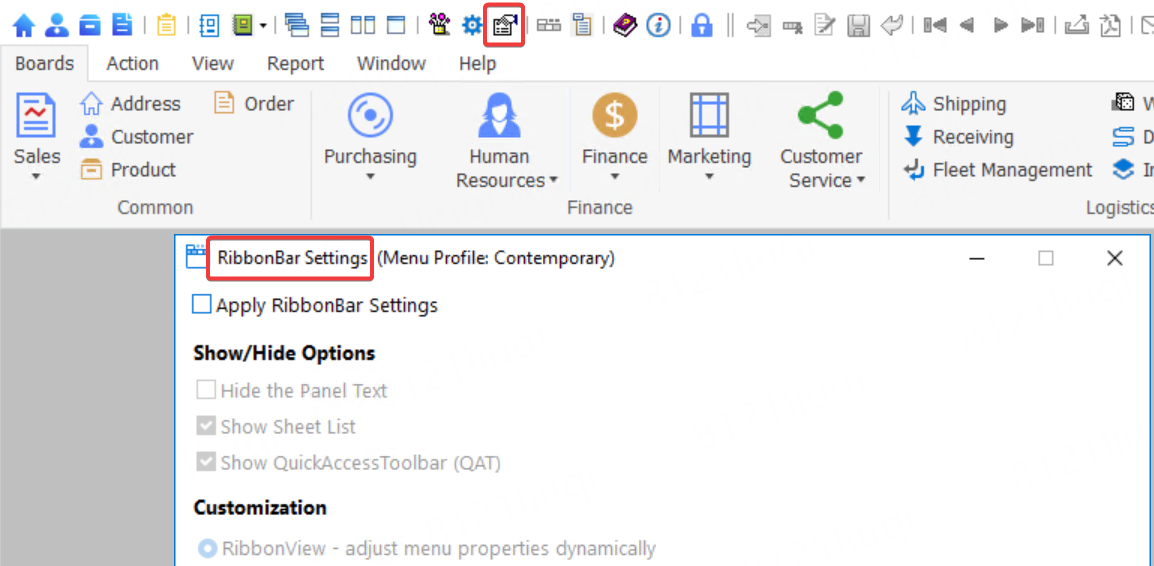 Boards Action View Report Window Help
Address Order
Customer
Product
Sales
Common
Purchasing
Human
Resources
Finance
Marketing
Customer
Service
Finance
Shipping
Receiving
Fleet Management
Logistics
RibbonBar Settings (Menu Profile: Contemporary)
Apply RibbonBar Settings
Show/Hide Options
Hide the Panel Text
Show Sheet List
Show QuickAccessToolbar (QAT)
Customization
RibbonView - adjust menu properties dynamically